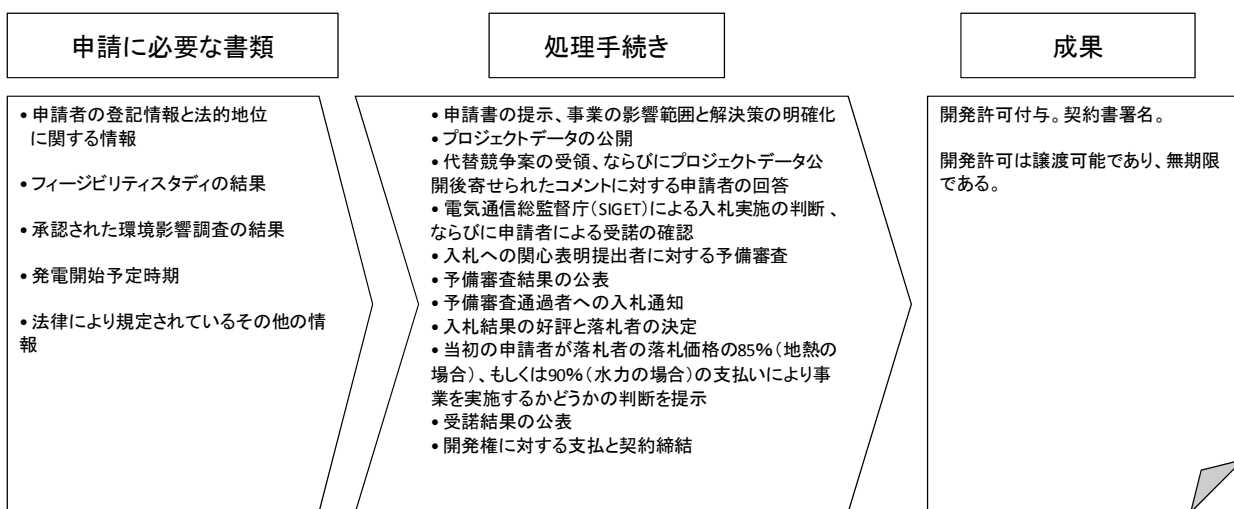 申請に必要な書類
処理手続き
成果
• 申請者の登記情報と法的地位
に関する情報
• フィージビリティスタディの結果
• 承認された環境影響調査の結果
• 発電開始予定時期
• 法律により規定されているその他の情
報
• 申請書の提示、事業の影響範囲と解決策の明確化
• プロジェクトデータの公開
• 代替競争案の受領、ならびにプロジェクトデータ公
開後寄せられたコメントに対する申請者の回答
• 電気通信総監督庁(SIGET)による入札実施の判断 、
ならびに申請者による受諾の確認
• 入札への関心表明提出者に対する予備審査
• 予備審査結果の公表
• 予備審査通過者への入札通知
• 入札結果の好評と落札者の決定
• 当初の申請者が落札者の落札価格の85%(地熱の
場合)、もしくは90%(水力の場合)の支払いにより事
業を実施するかどうかの判断を提示
• 受諾結果の公表
• 開発権に対する支払と契約締結
開発許可付与。契約書署名。
開発許可は譲渡可能であり、無期限
である。